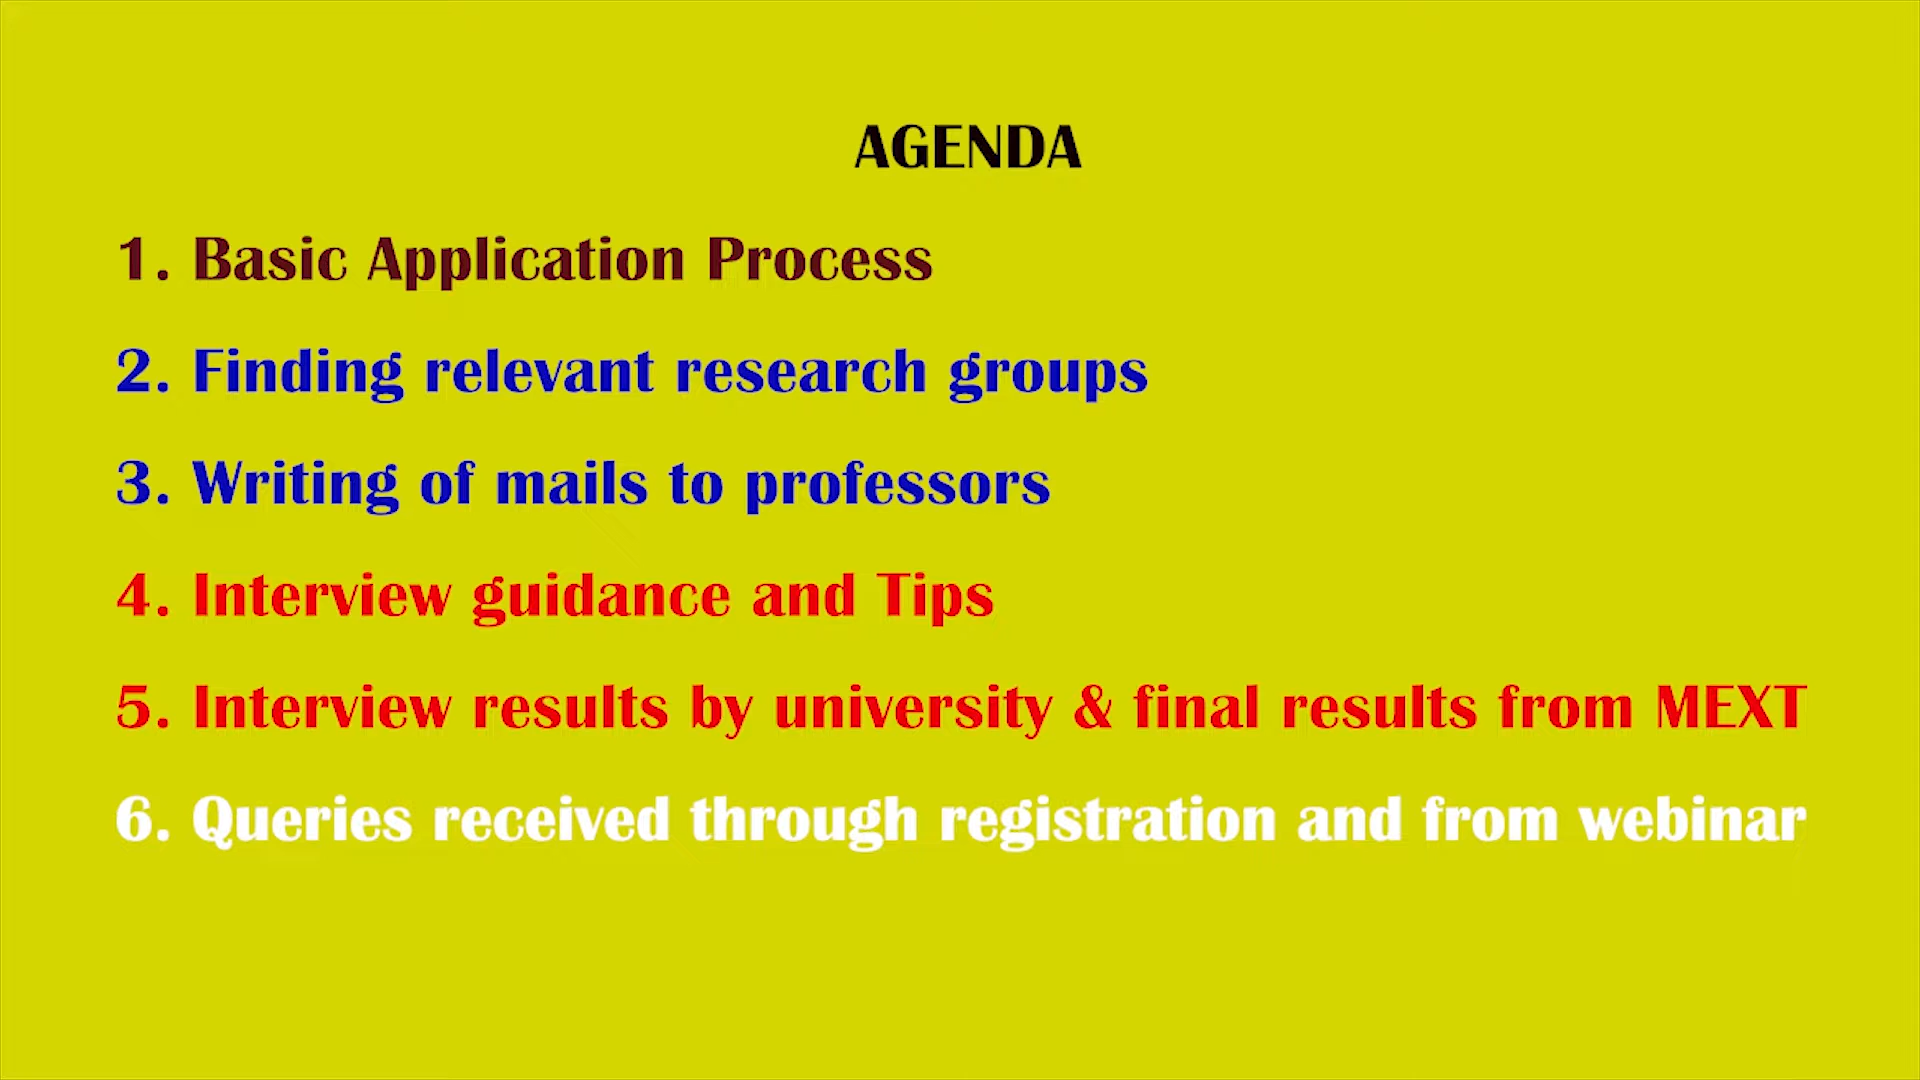 AGENDA
1. Basic Application Process
2. Finding relevant research groups
3. Writing of mails to professors
4. Interview guidance and Tips
5. Interview results by university & final results from MEXT
6. Queries received through registration and from webinar